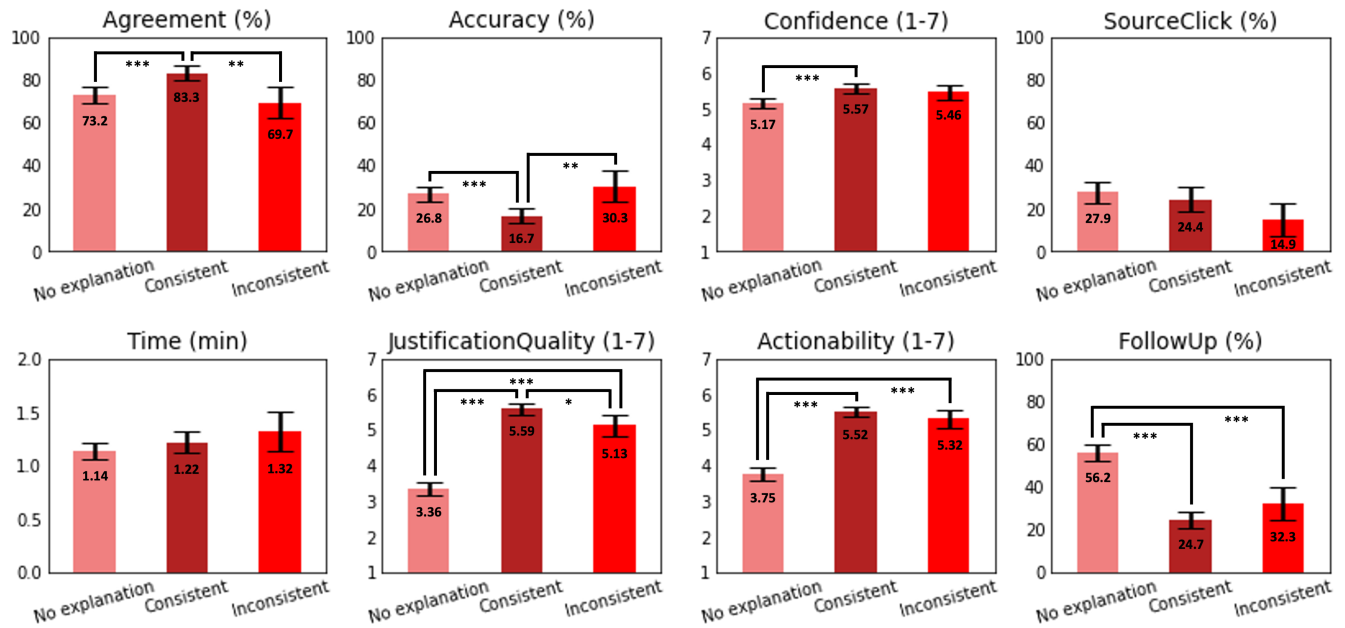 Agreement (%)
100
80
60
40
20
0
***
**
73.2
83.3
69.7
No explanation
Consistent
Inconsistent
Accuracy (%)
100
80
60
40
20
0
***
**
26.8
16.7
30.3
No explanation
Consistent
Inconsistent
Confidence (1-7)
7
6
5
4
3
2
1
***
5.17
5.57
5.46
No explanation
Consistent
Inconsistent
SourceClick (%)
100
80
60
40
20
0
27.9
24.4
14.9
No explanation
Consistent
Inconsistent
Time (min)
2.0
1.5
1.0
0.5
0.0
1.14
1.22
1.32
No explanation
Consistent
Inconsistent
JustificationQuality (1-7)
7
6
5
4
3
2
1
***
***
*
3.36
5.59
5.13
No explanation
Consistent
Inconsistent
Actionability (1-7)
7
6
5
4
3
2
1
***
***
3.75
5.52
5.32
No explanation
Consistent
Inconsistent
FollowUp (%)
100
80
60
40
20
0
***
***
56.2
24.7
32.3
No explanation
Consistent
Inconsistent